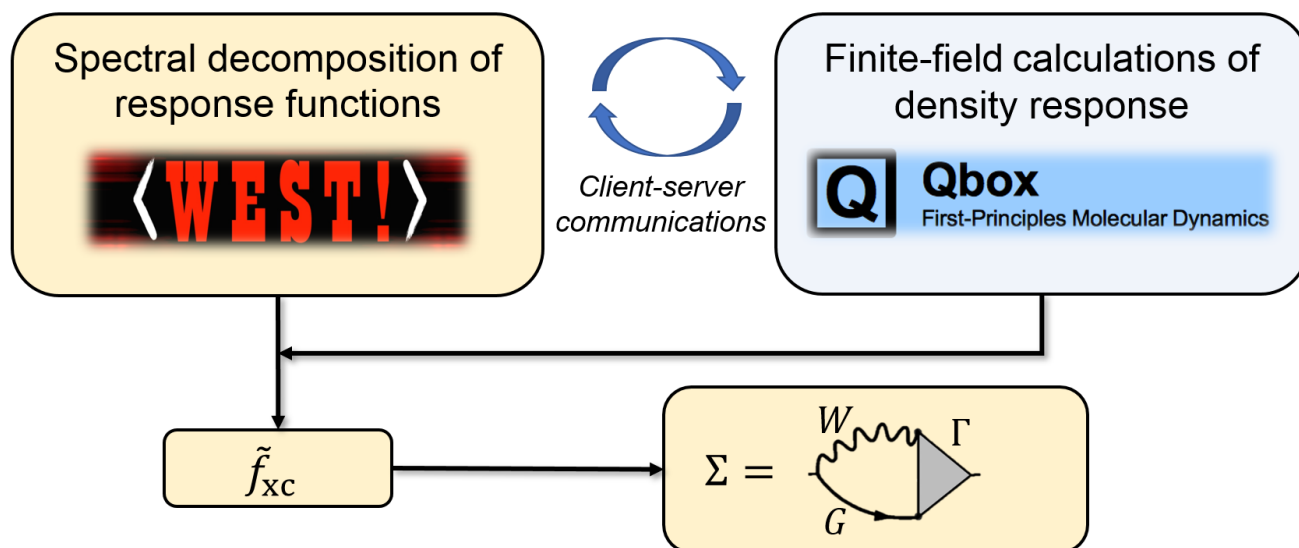 Spectral decomposition of
response functions
⟨WEST!⟩
Client-server
communications
Finite-field calculations of
density response
Q
Qbox
First-Principles Molecular Dynamics
f̃xc
Σ =
W
Γ
G